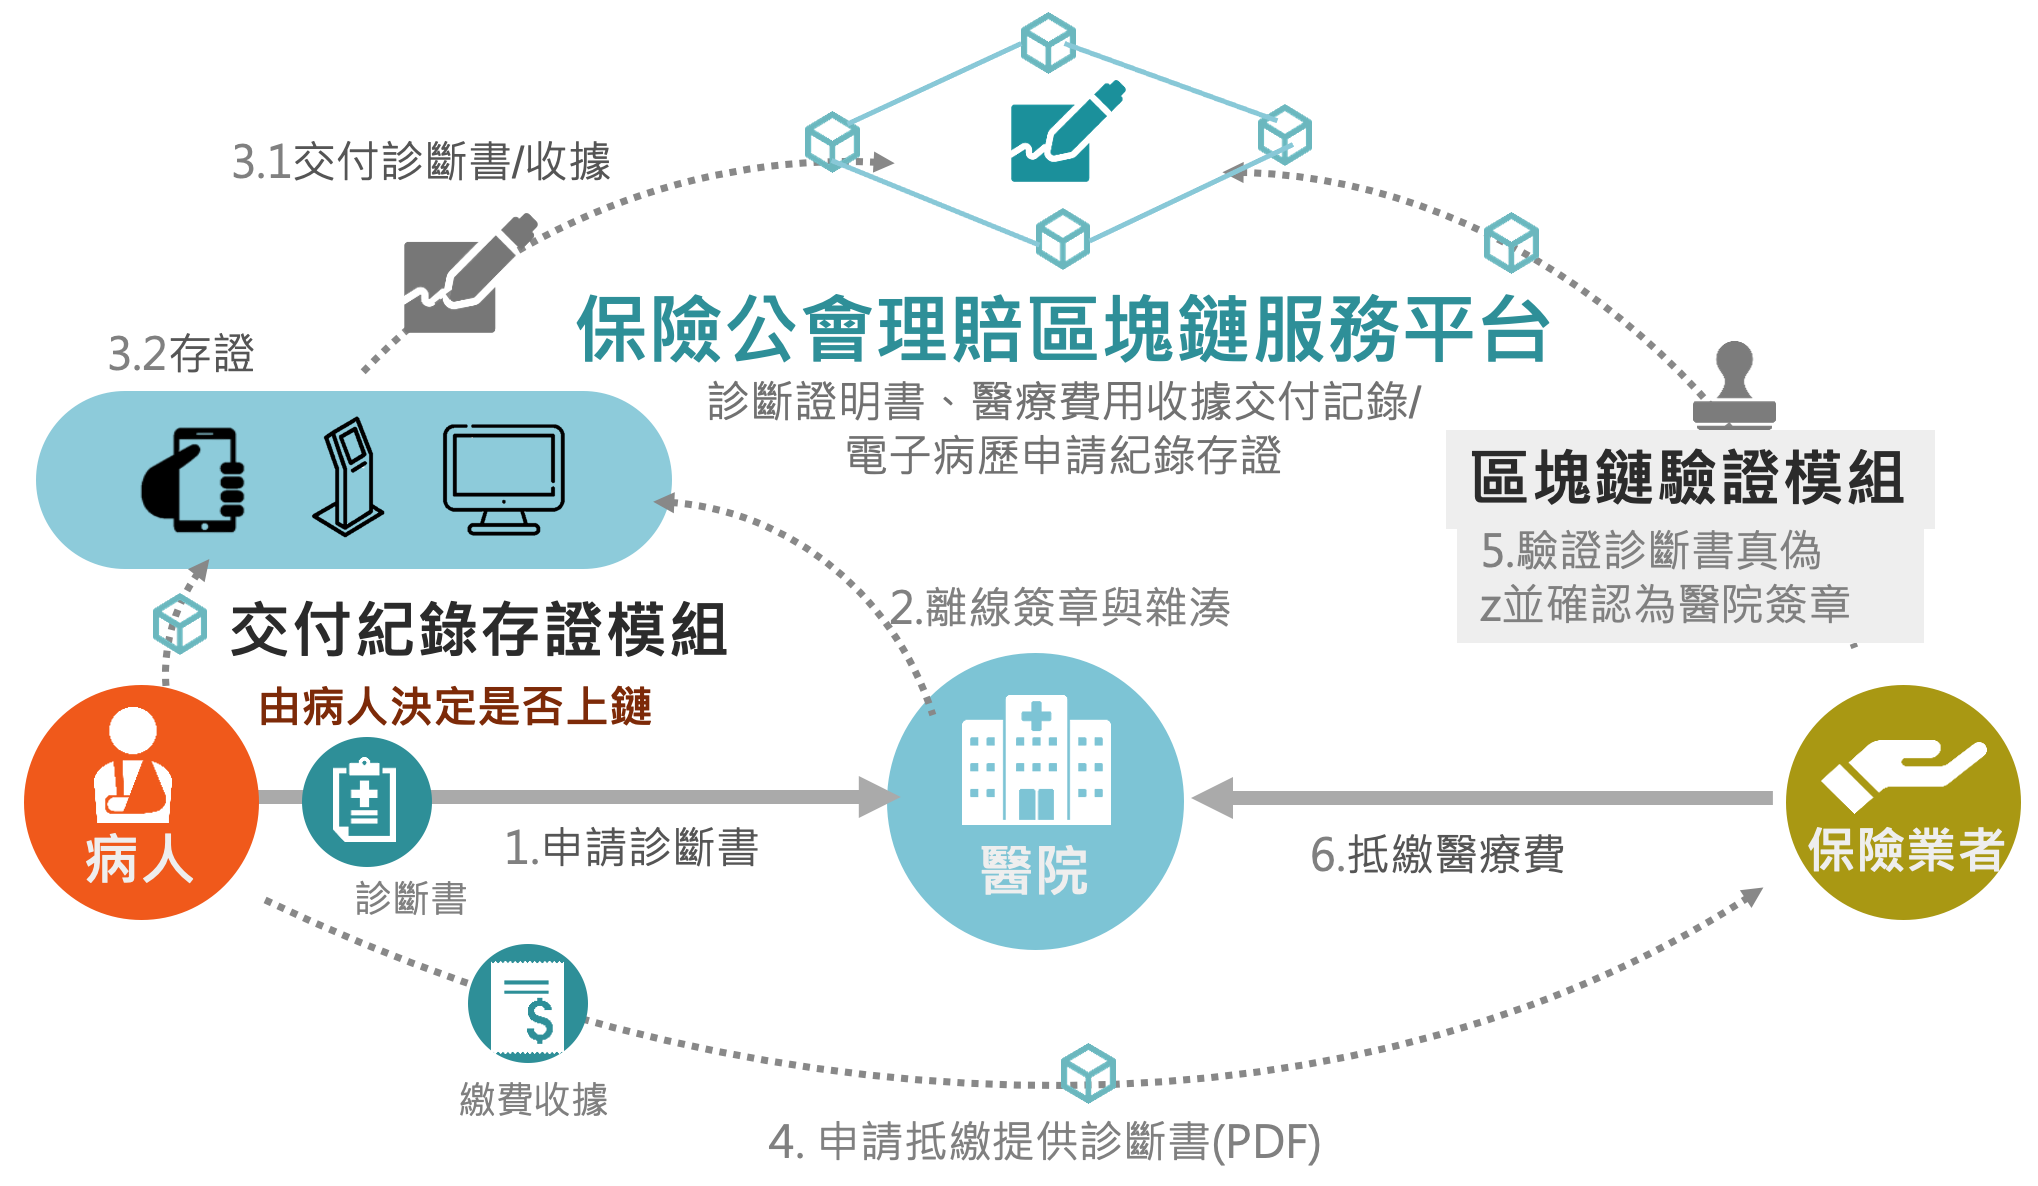 3.1交付診斷書/收據
保險公會理賠區塊鏈服務平台
3.2存證
診斷證明書、醫療費用收據交付記錄/
電子病歷申請紀錄存證
區塊鏈驗證模組
5.驗證診斷書真偽
z並確認為醫院簽章
2.離線簽章與雜湊
交付紀錄存證模組
由病人決定是否上鏈
病人
1.申請診斷書
診斷書
醫院
6.抵繳醫療費
保險業者
繳費收據
4. 申請抵繳提供診斷書(PDF)